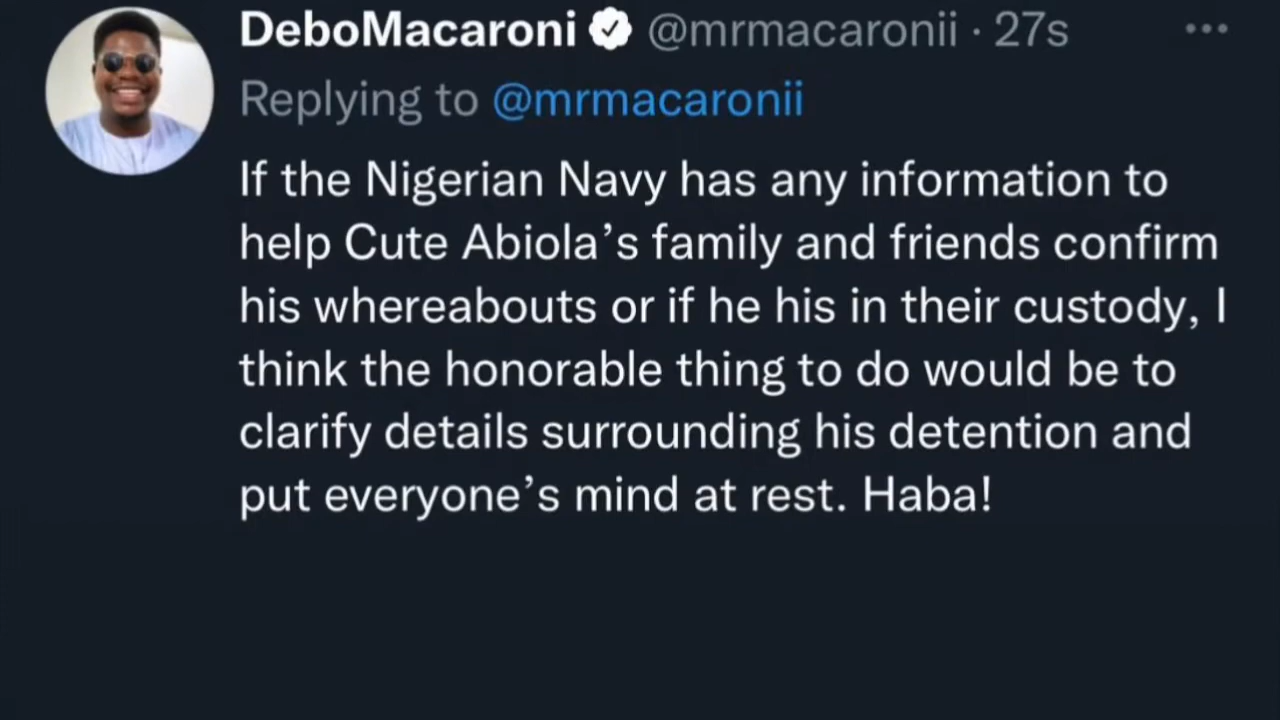 DeboMacaroni @mrmacaronii · 27s
Replying to @mrmacaronii
If the Nigerian Navy has any information to
help Cute Abiola’s family and friends confirm
his whereabouts or if he his in their custody, I
think the honorable thing to do would be to
clarify details surrounding his detention and
put everyone’s mind at rest. Haba!